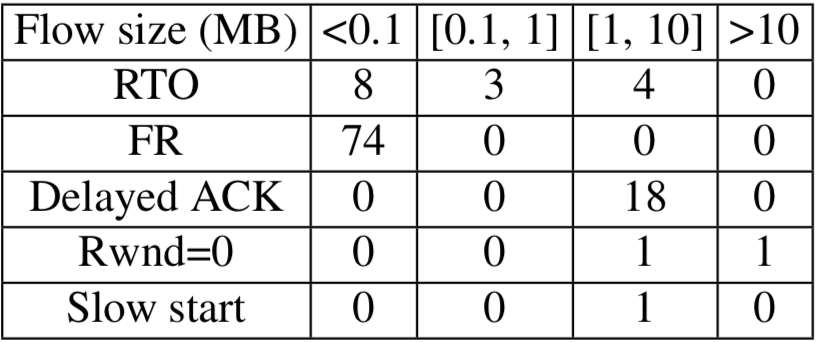 Flow size (MB) <0.1 [0.1, 1] [1, 10] >10
RTO 8 3 4 0
FR 74 0 0 0
Delayed ACK 0 0 18 0
Rwnd=0 0 0 1 1
Slow start 0 0 1 0